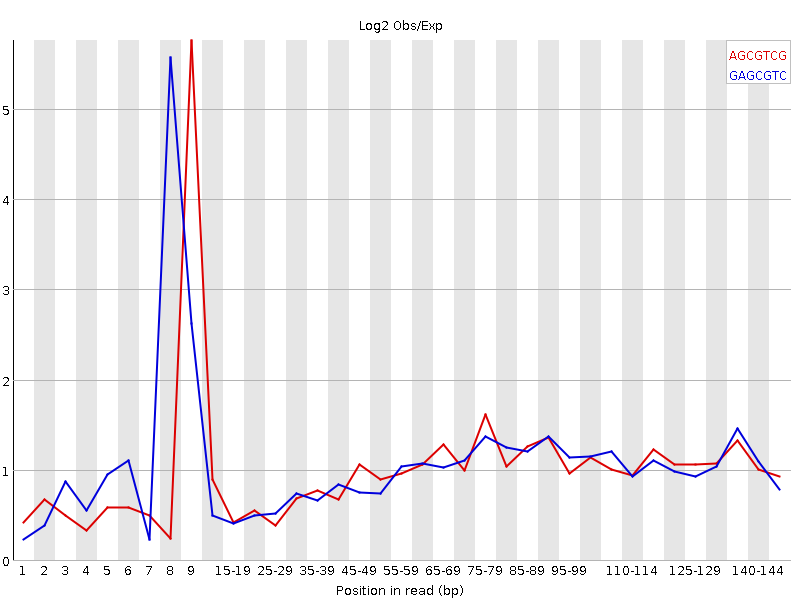 Log2 Obs/Exp
AGCGTCG
GAGCGTC
5
4
3
2
1
0
1 2 3 4 5 6 7 8 9 15-19 25-29 35-39 45-49 55-59 65-69 75-79 85-89 95-99 110-114 125-129 140-144
Position in read (bp)